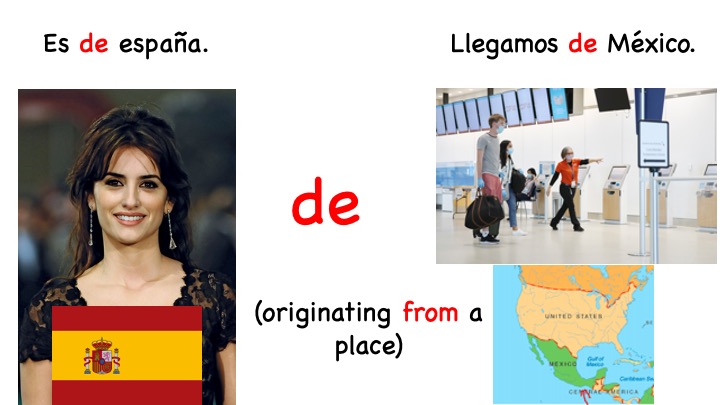 Es de españa.
Llegamos de México.
de
(originating from a
place)
UNITED STATES
MEXICO
Gulf of
Mexico
Caribbean Sea
CENTRAL AMERICA